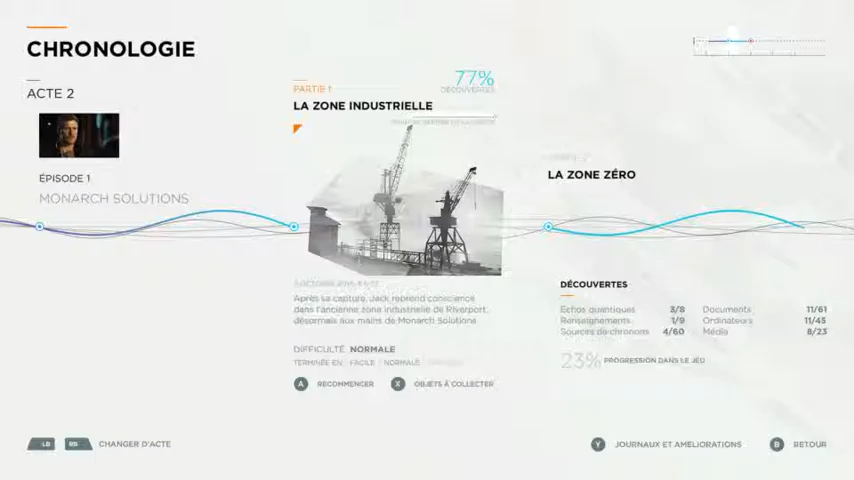 CHRONOLOGIE
ACTE 2
ÉPISODE 1
MONARCH SOLUTIONS
PARTIE 1
77%
DÉCOUVERTES
LA ZONE INDUSTRIELLE
LA ZONE ZÉRO
Après sa capture, Jack reprend conscience
dans l'ancienne zone industrielle de Riverport,
désormais aux mains de Monarch Solutions
DIFFICULTÉ NORMALE
TERMINÉE EN FACILE NORMALE
A RECOMMENCER X OBJETS À COLLECTER
DÉCOUVERTES
Échos quantiques 3/8 Documents 11/61
Renseignements 1/9 Ordinateurs 11/45
Sources de chronons 4/60 Média 8/23
23% PROGRESSION DANS LE JEU
LB RB CHANGER D'ACTE
Y JOURNAUX ET AMÉLIORATIONS B RETOUR